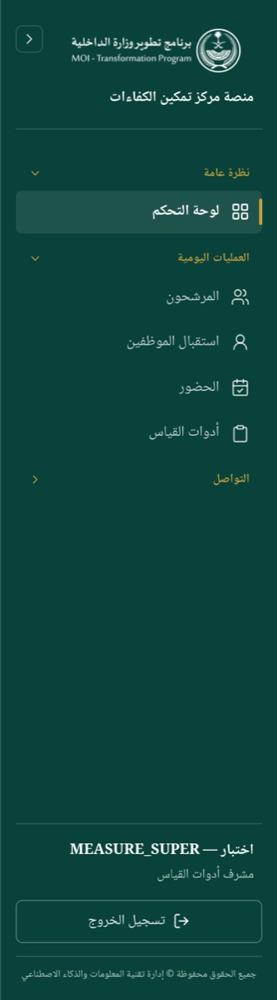 برنامج تطوير وزارة الداخلية
MOI - Transformation Program
منصة مركز تمكين الكفاءات
نظرة عامة
لوحة التحكم
العمليات اليومية
المرشحون
استقبال الموظفين
الحضور
أدوات القياس
التواصل
اختبار — MEASURE_SUPER
مشرف أدوات القياس
تسجيل الخروج
جميع الحقوق محفوظة © إدارة تقنية المعلومات والذكاء الاصطناعي